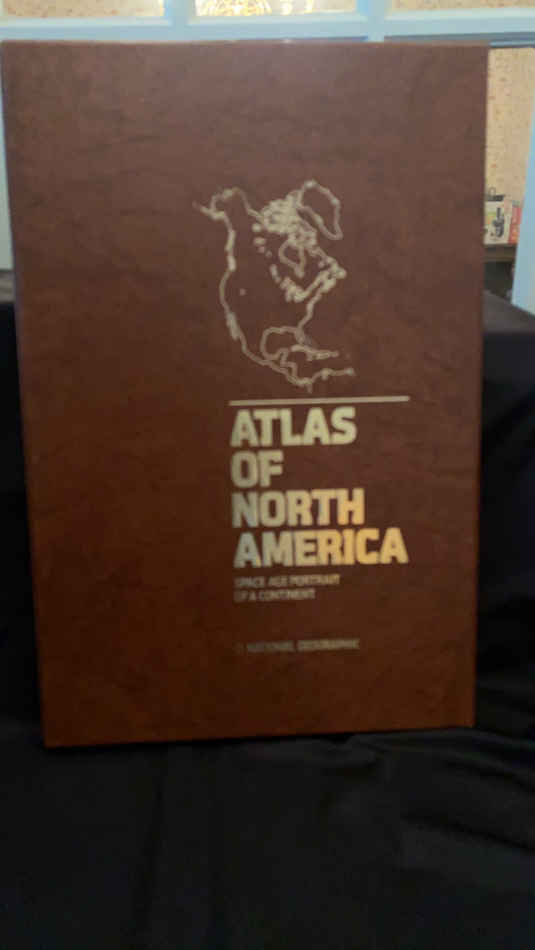 ATLAS
OF
NORTH
AMERICA
SPACE AGE PORTRAIT
OF A CONTINENT
NATIONAL GEOGRAPHIC